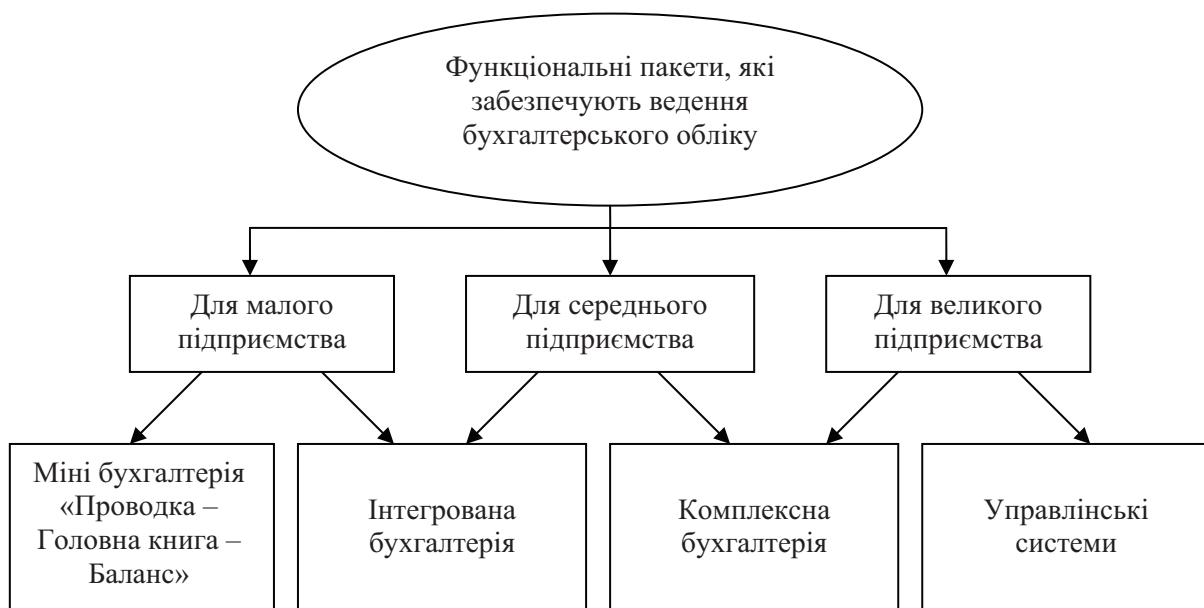 Функціональні пакети, які
забезпечують ведення
бухгалтерського обліку
Для малого
підприємства
Для середнього
підприємства
Для великого
підприємства
Міні бухгалтерія
«Проводка –
Головна книга –
Баланс»
Інтегрована
бухгалтерія
Комплексна
бухгалтерія
Управлінські
системи